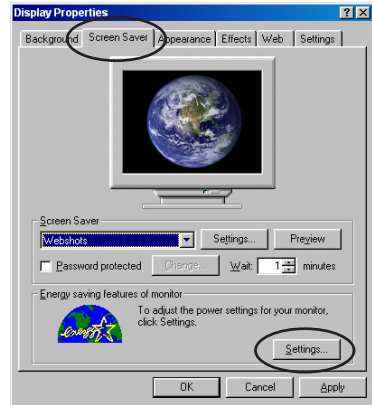 Display Properties
Background Screen Saver Appearance Effects Web Settings
Screen Saver
Webshots Settings... Preview
Password protected Change... Wait: 1 minutes
Energy saving features of monitor
To adjust the power settings for your monitor,
click Settings.
energy
Settings...
OK Cancel Apply